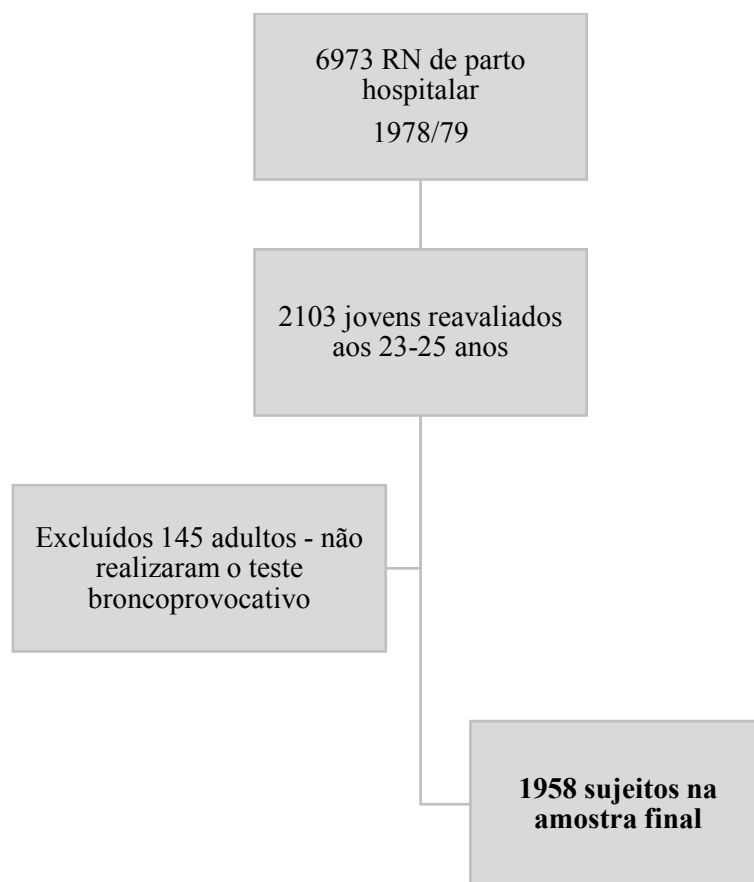 6973 RN de parto
hospitalar
1978/79
2103 jovens reavaliados
aos 23-25 anos
Excluídos 145 adultos - não
realizaram o teste
broncoprovocativo
1958 sujeitos na
amostra final